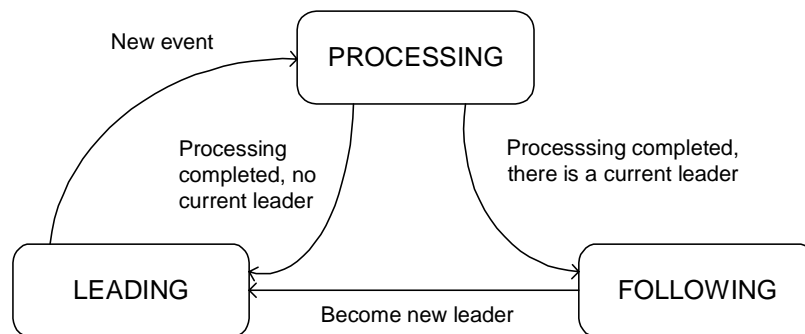 New event
PROCESSING
Processing
completed, no
current leader
Processsing completed,
there is a current leader
LEADING
FOLLOWING
Become new leader